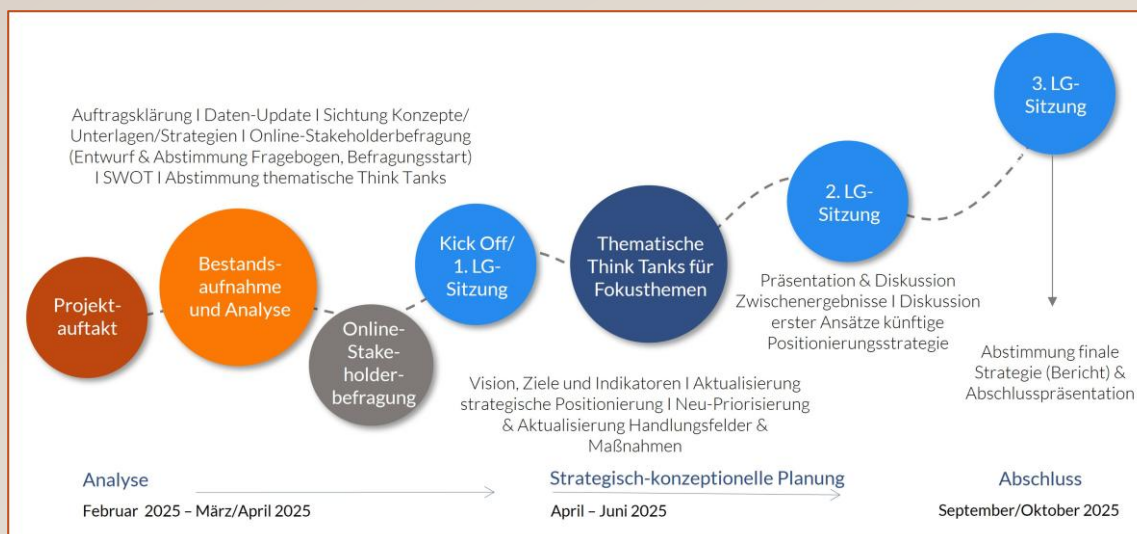 Auftragsklärung I Daten-Update I Sichtung Konzepte/
Unterlagen/Strategien I Online-Stakeholderbefragung
(Entwurf & Abstimmung Fragebogen, Befragungsstart)
I SWOT I Abstimmung thematische Think Tanks
Projekt-
auftakt
Bestands-
aufnahme
und Analyse
Online-
Stake-
holder-
befragung
Kick Off/
1. LG-
Sitzung
Thematische
Think Tanks für
Fokusthemen
Vision, Ziele und Indikatoren I Aktualisierung
strategische Positionierung I Neu-Priorisierung
& Aktualisierung Handlungsfelder &
Maßnahmen
2. LG-
Sitzung
Präsentation & Diskussion
Zwischenergebnisse I Diskussion
erster Ansätze künftige
Positionierungsstrategie
3. LG-
Sitzung
Abstimmung finale
Strategie (Bericht) &
Abschlusspräsentation
Analyse
Februar 2025 – März/April 2025
Strategisch-konzeptionelle Planung
April – Juni 2025
Abschluss
September/Oktober 2025